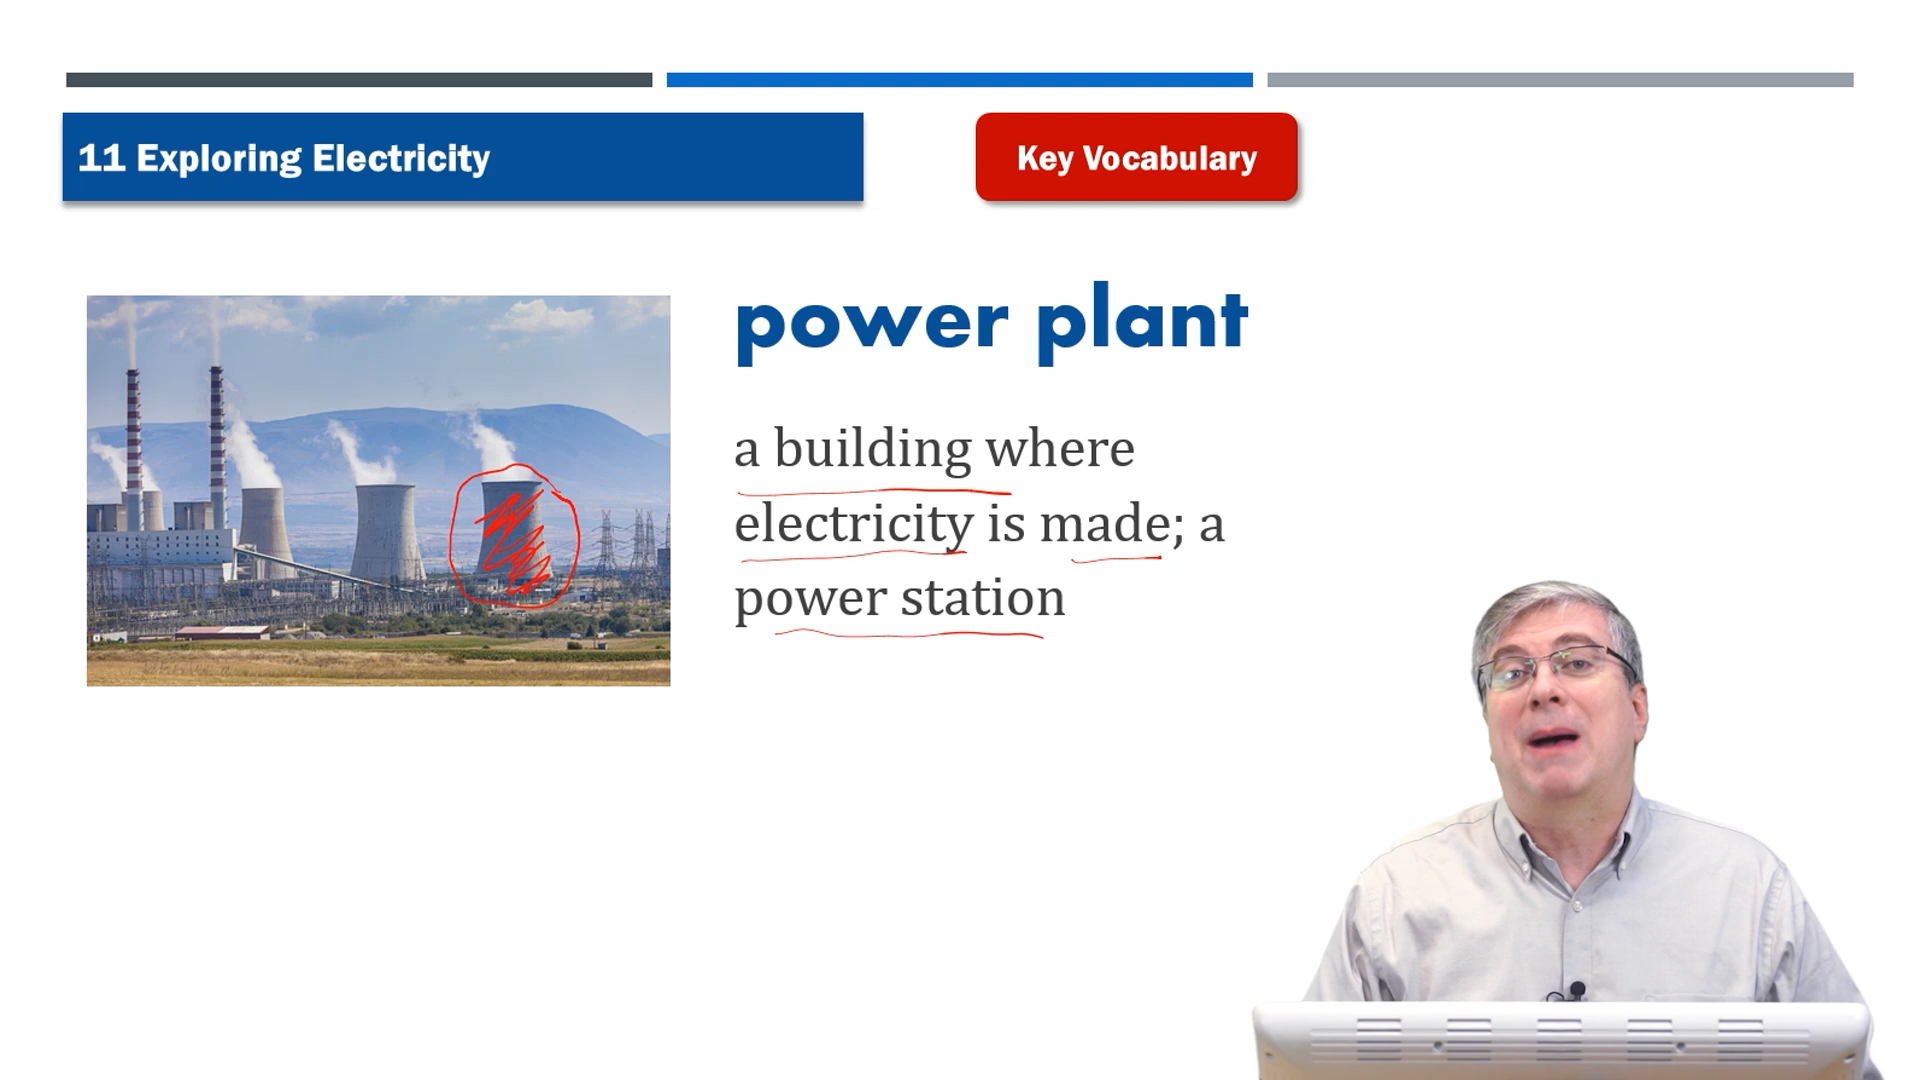 11 Exploring Electricity
Key Vocabulary
power plant
a building where
electricity is made; a
power station